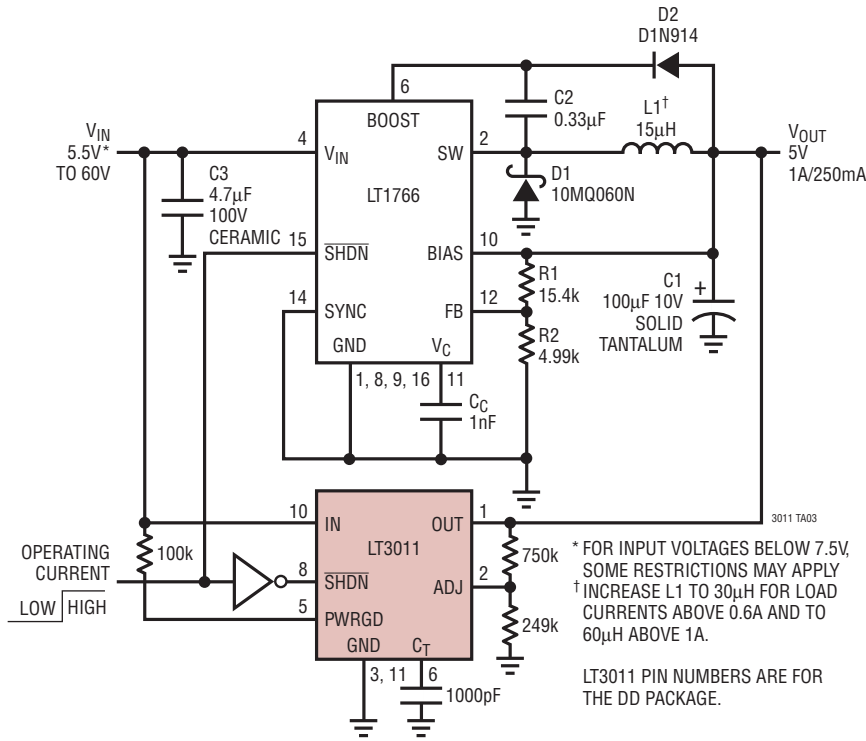 D2
D1N914
6
BOOST
C2
0.33μF
L1†
15μH
VIN
5.5V*
TO 60V
4
VIN
SW
2
VOUT
5V
1A/250mA
C3
4.7μF
100V
CERAMIC
LT1766
D1
10MQ060N
15
SHDN
BIAS
10
R1
15.4k
C1
+
100μF 10V
SOLID
TANTALUM
14
SYNC
FB
12
R2
4.99k
GND
VC
1, 8, 9, 16
11
CC
1nF
10
IN
OUT
1
3011 TA03
100k
LT3011
750k
OPERATING
CURRENT
LOW HIGH
8
SHDN
ADJ
2
5
PWRGD
249k
GND
CT
3, 11
6
1000pF
* FOR INPUT VOLTAGES BELOW 7.5V,
SOME RESTRICTIONS MAY APPLY
† INCREASE L1 TO 30μH FOR LOAD
CURRENTS ABOVE 0.6A AND TO
60μH ABOVE 1A.
LT3011 PIN NUMBERS ARE FOR
THE DD PACKAGE.